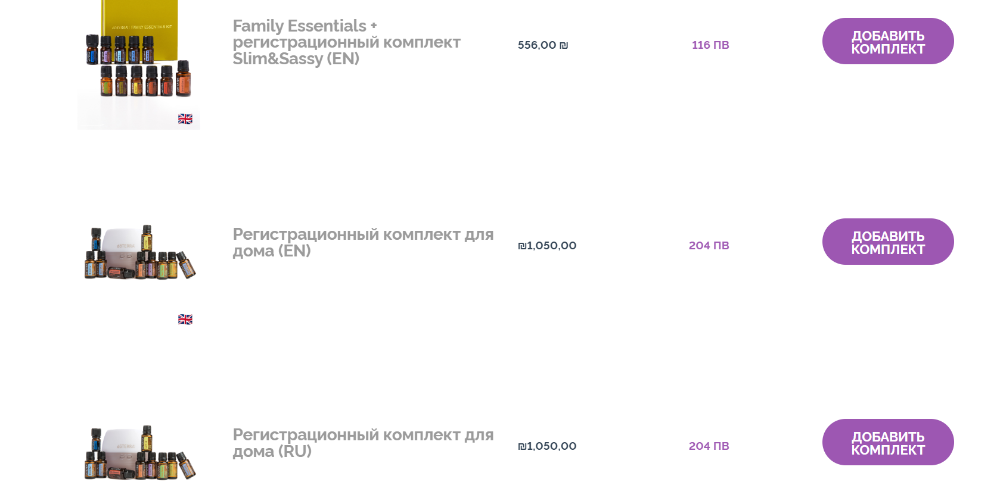 dōTERRA | FAMILY ESSENTIALS KIT
Family Essentials +
регистрационный комплект
Slim&Sassy (EN)
556,00 ₪
116 ПВ
ДОБАВИТЬ
КОМПЛЕКТ
dōTERRA
Регистрационный комплект для
дома (EN)
₪1,050,00
204 ПВ
ДОБАВИТЬ
КОМПЛЕКТ
dōTERRA
Регистрационный комплект для
дома (RU)
₪1,050,00
204 ПВ
ДОБАВИТЬ
КОМПЛЕКТ